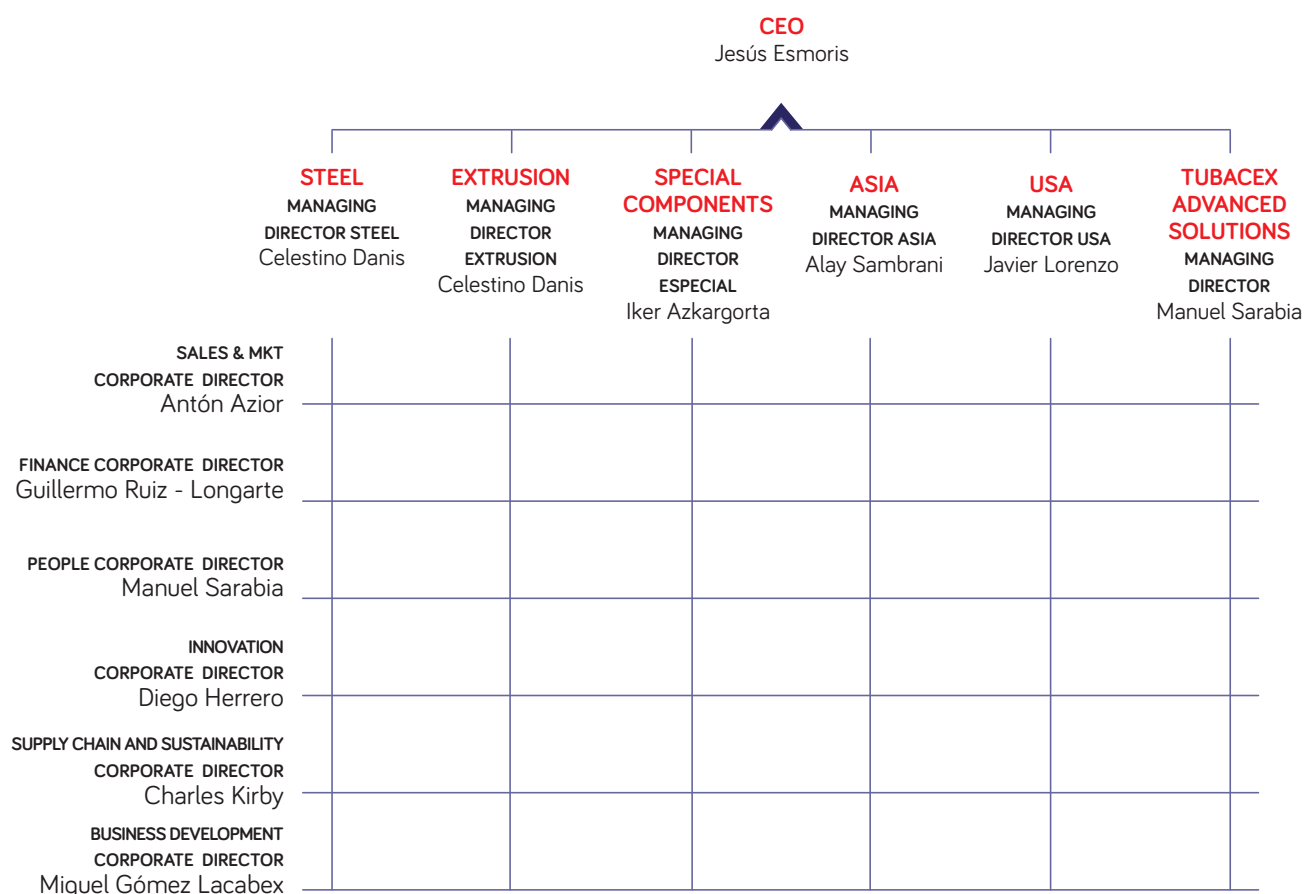 CEO
Jesús Esmoris
STEEL
MANAGING
DIRECTOR STEEL
Celestino Danis
EXTRUSION
MANAGING
DIRECTOR
EXTRUSION
Celestino Danis
SPECIAL
COMPONENTS
MANAGING
DIRECTOR
ESPECIAL
Iker Azkargorta
ASIA
MANAGING
DIRECTOR ASIA
Alay Sambrani
USA
MANAGING
DIRECTOR USA
Javier Lorenzo
TUBACEX
ADVANCED
SOLUTIONS
MANAGING
DIRECTOR
Manuel Sarabia
SALES & MKT
CORPORATE DIRECTOR
Antón Azlor
FINANCE CORPORATE DIRECTOR
Guillermo Ruiz - Longarte
PEOPLE CORPORATE DIRECTOR
Manuel Sarabia
INNOVATION
CORPORATE DIRECTOR
Diego Herrero
SUPPLY CHAIN AND SUSTAINABILITY
CORPORATE DIRECTOR
Charles Kirby
BUSINESS DEVELOPMENT
CORPORATE DIRECTOR
Miguel Gómez Lacabex